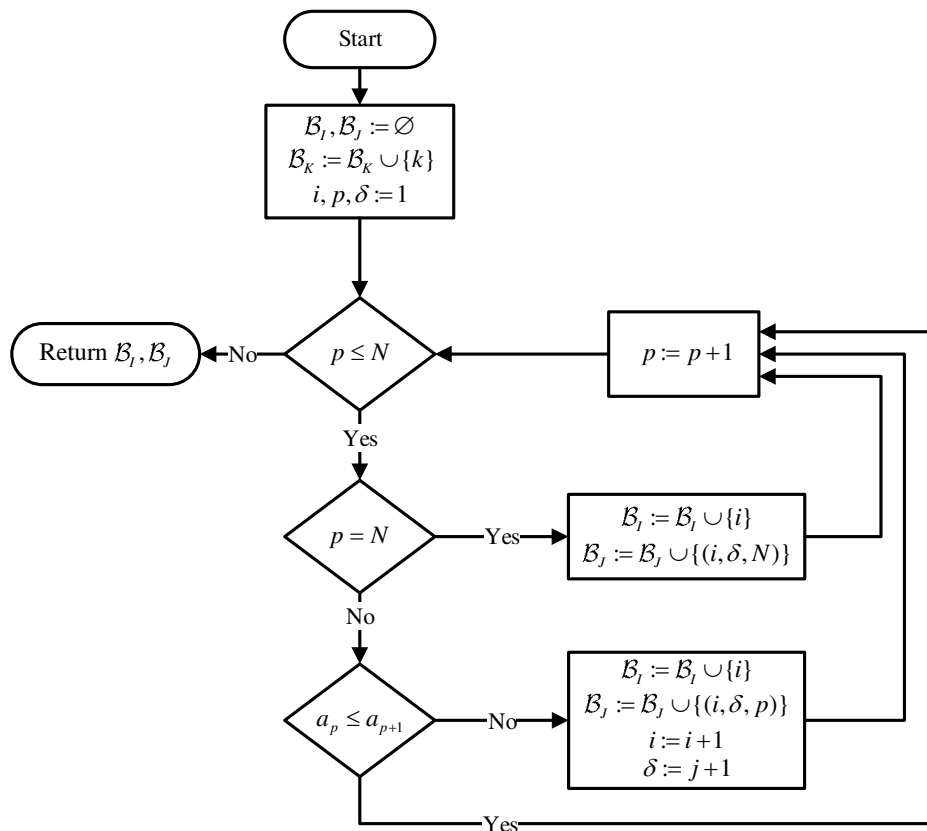 Start
ℬ_I, ℬ_J := ∅
ℬ_K := ℬ_K ∪ {k}
i, p, δ := 1
p ≤ N
No
Return ℬ_I, ℬ_J
p := p + 1
Yes
p = N
Yes
ℬ_I := ℬ_I ∪ {i}
ℬ_J := ℬ_J ∪ {(i, δ, N)}
No
a_p ≤ a_{p+1}
No
ℬ_I := ℬ_I ∪ {i}
ℬ_J := ℬ_J ∪ {(i, δ, p)}
i := i + 1
δ := j + 1
Yes